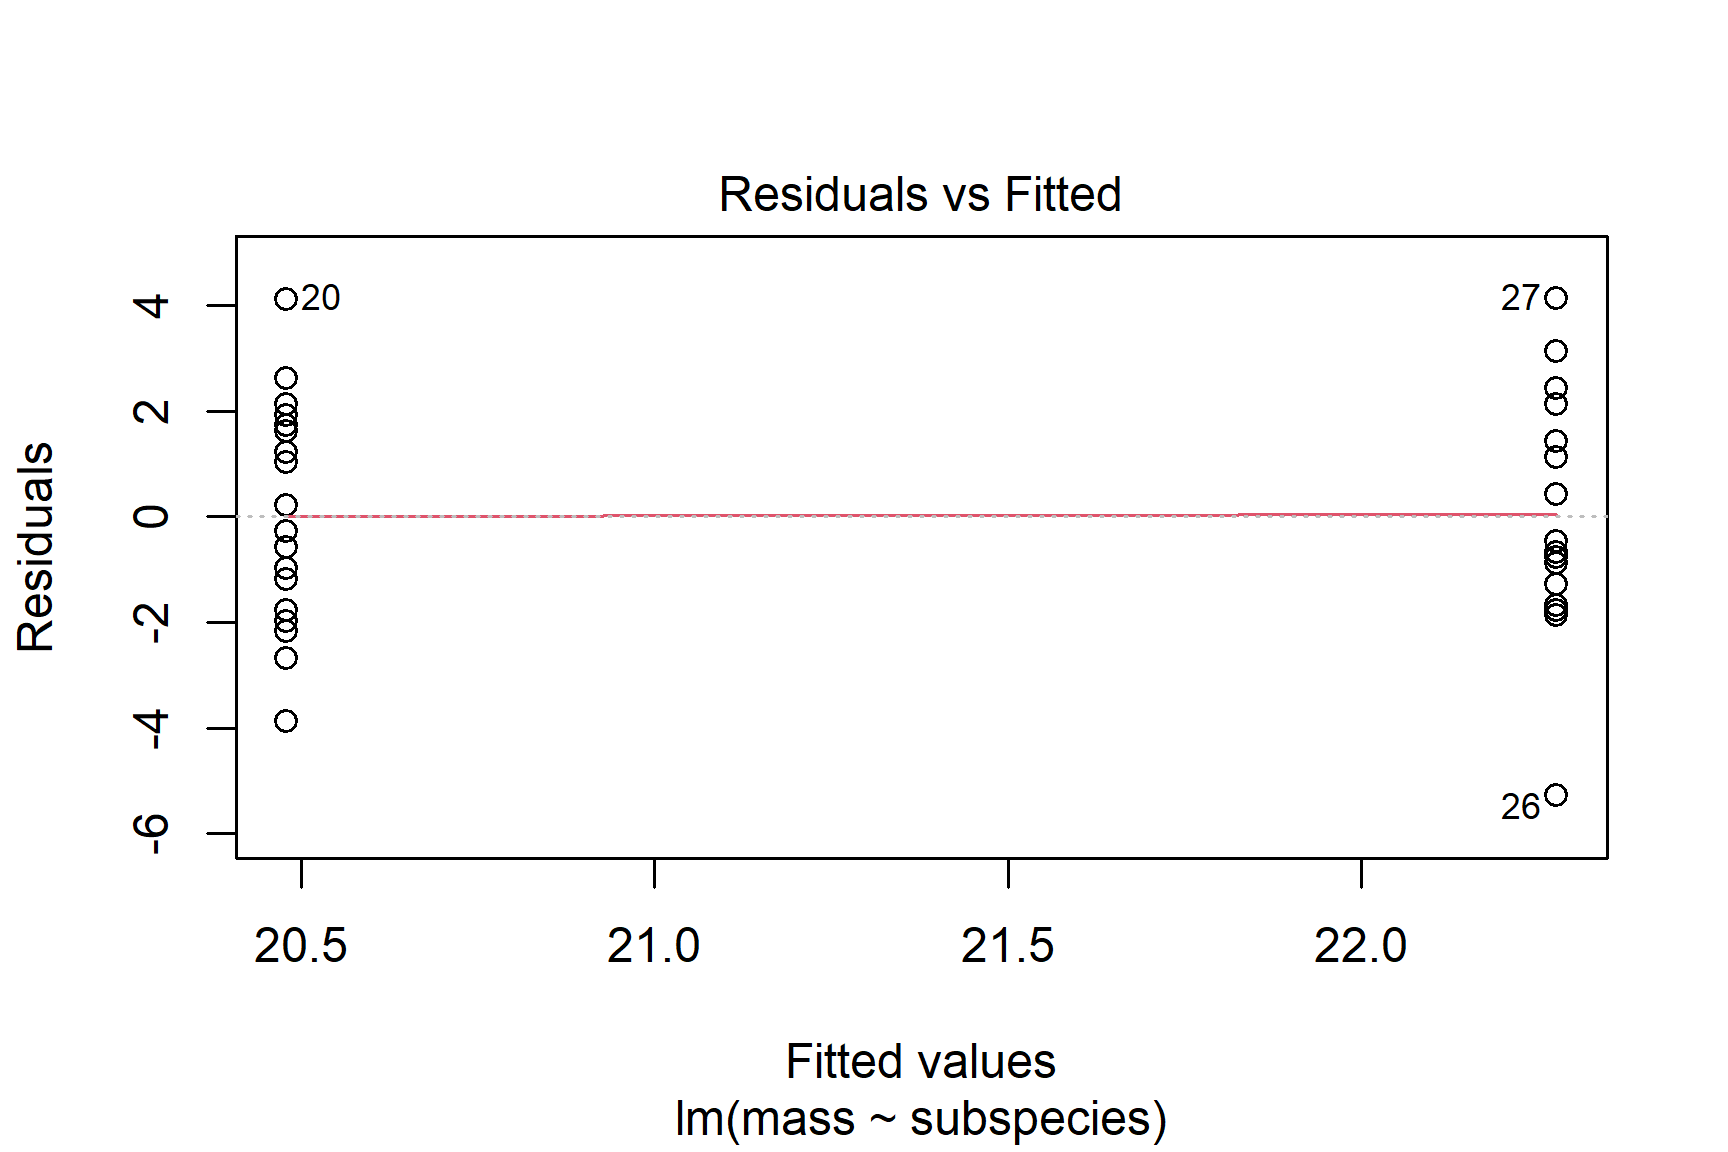 Residuals vs Fitted
Residuals
4
2
0
-2
-4
-6
20
27
26
20.5 21.0 21.5 22.0
Fitted values
lm(mass ~ subspecies)